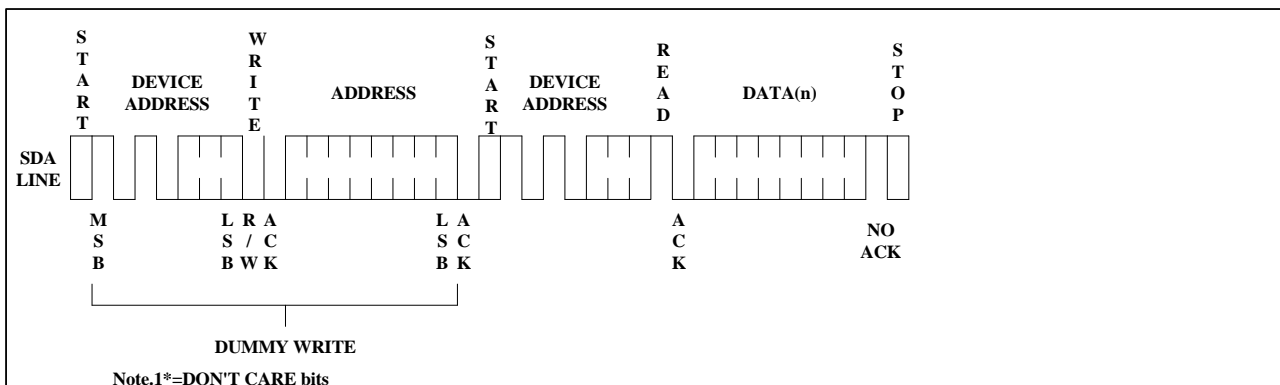 START
WRITE
START
READ
STOP
DEVICE
ADDRESS
ADDRESS
DEVICE
ADDRESS
DATA(n)
SDA
LINE
MSB
LSB
R/W
ACK
LSB
ACK
ACK
NO
ACK
DUMMY WRITE
Note.1*=DON'T CARE bits